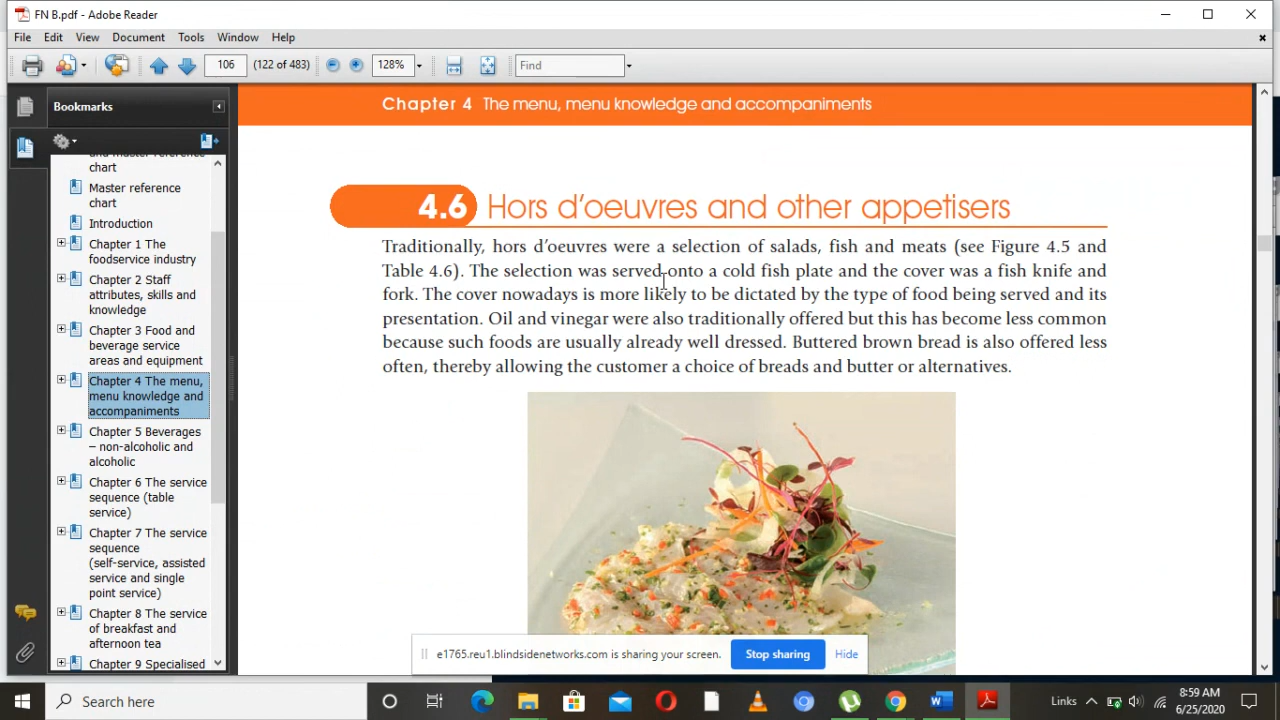 FN B.pdf - Adobe Reader
File Edit View Document Tools Window Help
106 (122 of 483) 128% Find
Bookmarks
and master reference
chart
Master reference
chart
Introduction
Chapter 1 The
foodservice industry
Chapter 2 Staff
attributes, skills and
knowledge
Chapter 3 Food and
beverage service
areas and equipment
Chapter 4 The menu,
menu knowledge and
accompaniments
Chapter 5 Beverages
– non-alcoholic and
alcoholic
Chapter 6 The service
sequence (table
service)
Chapter 7 The service
sequence
(self-service, assisted
service and single
point service)
Chapter 8 The service
of breakfast and
afternoon tea
Chapter 9 Specialised
Chapter 4 The menu, menu knowledge and accompaniments
4.6 Hors d’oeuvres and other appetisers
Traditionally, hors d’oeuvres were a selection of salads, fish and meats (see Figure 4.5 and
Table 4.6). The selection was served onto a cold fish plate and the cover was a fish knife and
fork. The cover nowadays is more likely to be dictated by the type of food being served and its
presentation. Oil and vinegar were also traditionally offered but this has become less common
because such foods are usually already well dressed. Buttered brown bread is also offered less
often, thereby allowing the customer a choice of breads and butter or alternatives.
e1765.reu1.blindsidenetworks.com is sharing your screen. Stop sharing Hide
Search here
Links
8:59 AM
6/25/2020